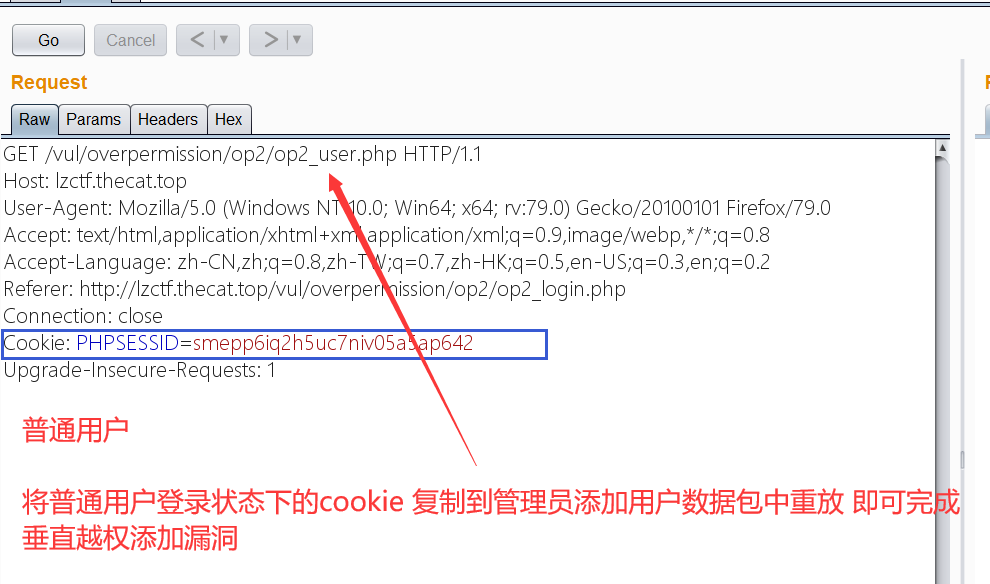 Go Cancel < ▼ > ▼
Request
Raw Params Headers Hex
GET /vul/overpermission/op2/op2_user.php HTTP/1.1
Host: lzctf.thecat.top
User-Agent: Mozilla/5.0 (Windows NT 10.0; Win64; x64; rv:79.0) Gecko/20100101 Firefox/79.0
Accept: text/html,application/xhtml+xml,application/xml;q=0.9,image/webp,*/*;q=0.8
Accept-Language: zh-CN,zh;q=0.8,zh-TW;q=0.7,zh-HK;q=0.5,en-US;q=0.3,en;q=0.2
Referer: http://lzctf.thecat.top/vul/overpermission/op2/op2_login.php
Connection: close
Cookie: PHPSESSID=smepp6iq2h5uc7niv05a5ap642
Upgrade-Insecure-Requests: 1
普通用户
将普通用户登录状态下的cookie 复制到管理员添加用户数据包中重放 即可完成
垂直越权添加漏洞